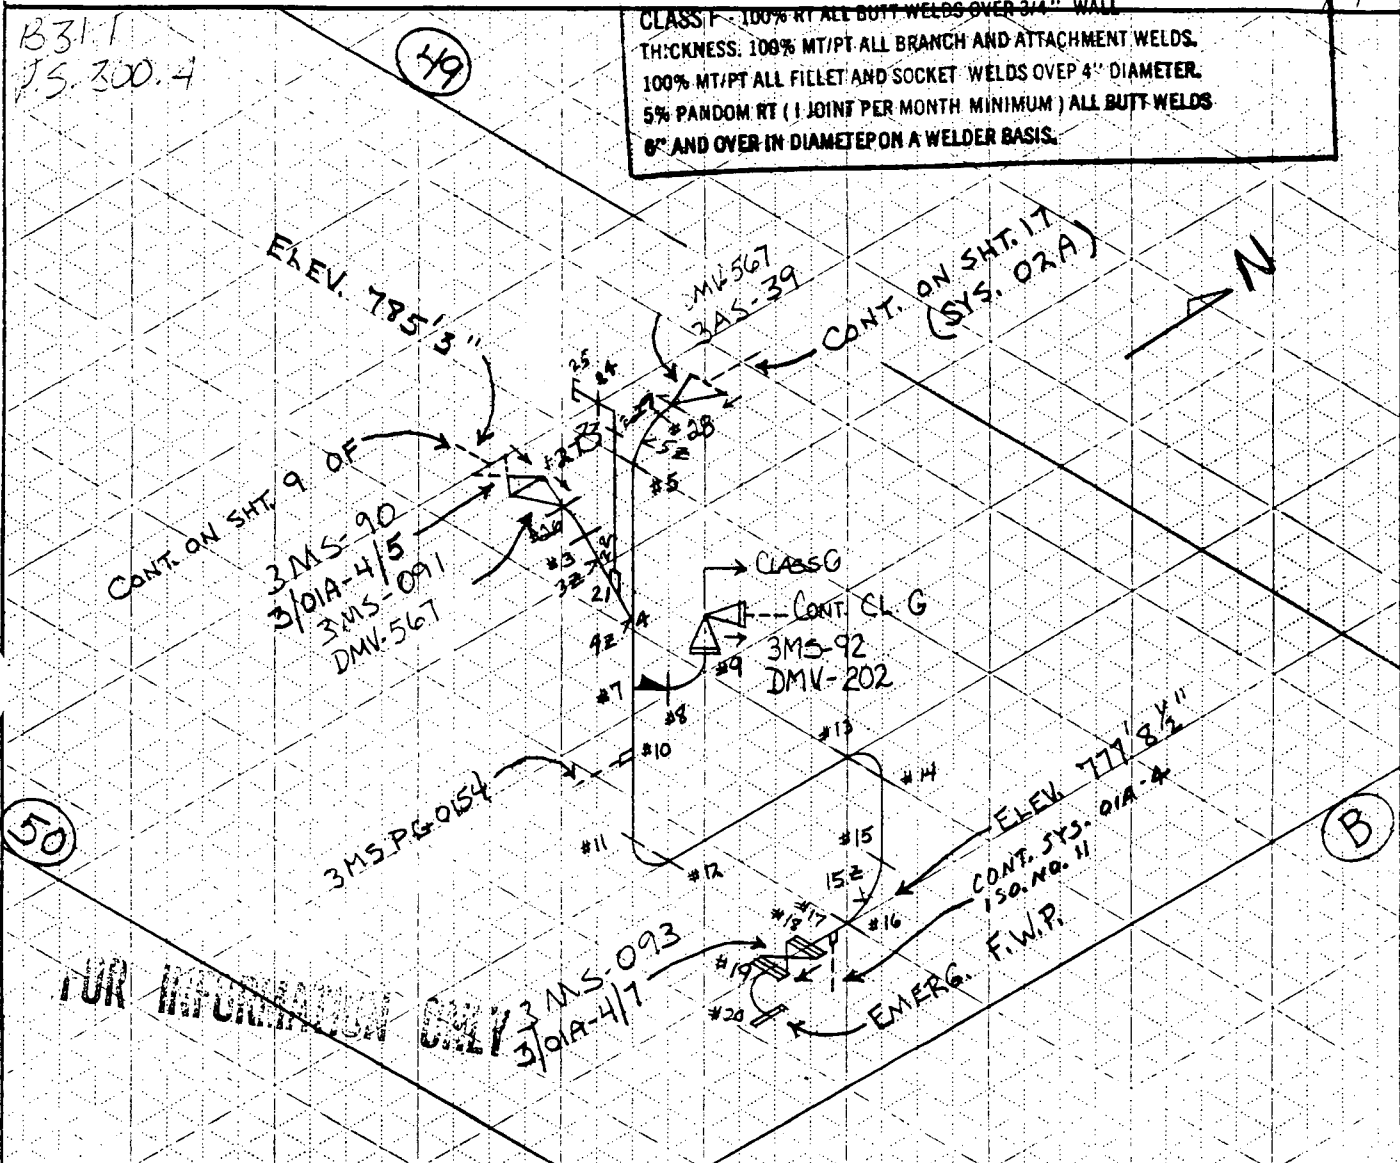 B31.1
49
CLASS F - 100% RT ALL BUTT WELDS OVER 3/4" WALL
THICKNESS. 100% MT/PT ALL BRANCH AND ATTACHMENT WELDS.
100% MT/PT ALL FILLET AND SOCKET WELDS OVER 4" DIAMETER.
5% RANDOM RT ( 1 JOINT PER MONTH MINIMUM ) ALL BUTT WELDS
6" AND OVER IN DIAMETER ON A WELDER BASIS.
ELEV. 785'3"
3AS-39
CONT. ON SHT. 17
(SYS. 02A)
N
25
24
#28
5Z
#5
CONT. ON SHT. 9 OF
3MS-90
3/01A-4/5
3MS-091
DMV-567
#3
3Z
21
4Z
A
CLASS G
CONT. CL G
3MS-92
DMV-202
#9
#7
#8
#10
3MS PG 0154
#11
#12
#13
#14
#15
15Z
#16
#17
#18
#19
#20
ELEV. 777' 8 1/2"
CONT. SYS. 01A-4
ISO. NO. 11
EMERG. F.W.P.
3MS-093
3/01A-4/7
50
B
FOR INFORMATION ONLY